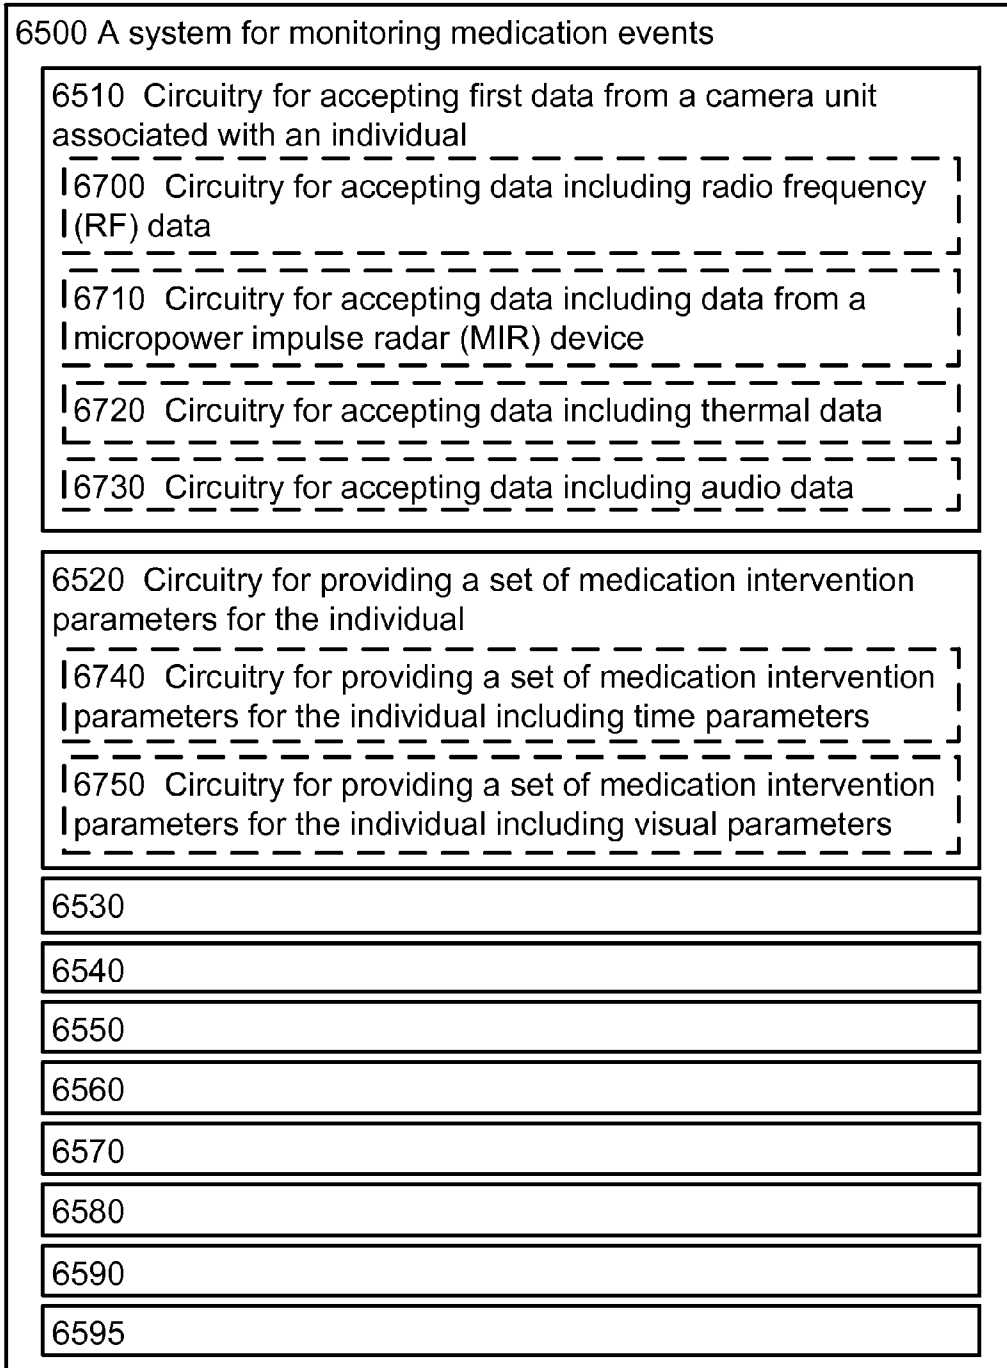 6500 A system for monitoring medication events
6510 Circuitry for accepting first data from a camera unit
associated with an individual
6700 Circuitry for accepting data including radio frequency
(RF) data
6710 Circuitry for accepting data including data from a
micropower impulse radar (MIR) device
6720 Circuitry for accepting data including thermal data
6730 Circuitry for accepting data including audio data
6520 Circuitry for providing a set of medication intervention
parameters for the individual
6740 Circuitry for providing a set of medication intervention
parameters for the individual including time parameters
6750 Circuitry for providing a set of medication intervention
parameters for the individual including visual parameters
6530
6540
6550
6560
6570
6580
6590
6595